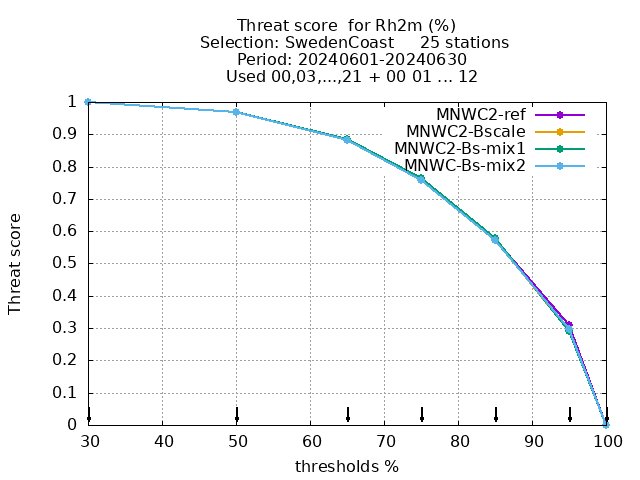 Threat score  for Rh2m (%)
Selection: SwedenCoast     25 stations
Period: 20240601-20240630
Used 00,03,...,21 + 00 01 ... 12
MNWC2-ref
MNWC2-Bscale
MNWC2-Bs-mix1
MNWC-Bs-mix2
Threat score
1
0.9
0.8
0.7
0.6
0.5
0.4
0.3
0.2
0.1
0
30 40 50 60 70 80 90 100
thresholds %